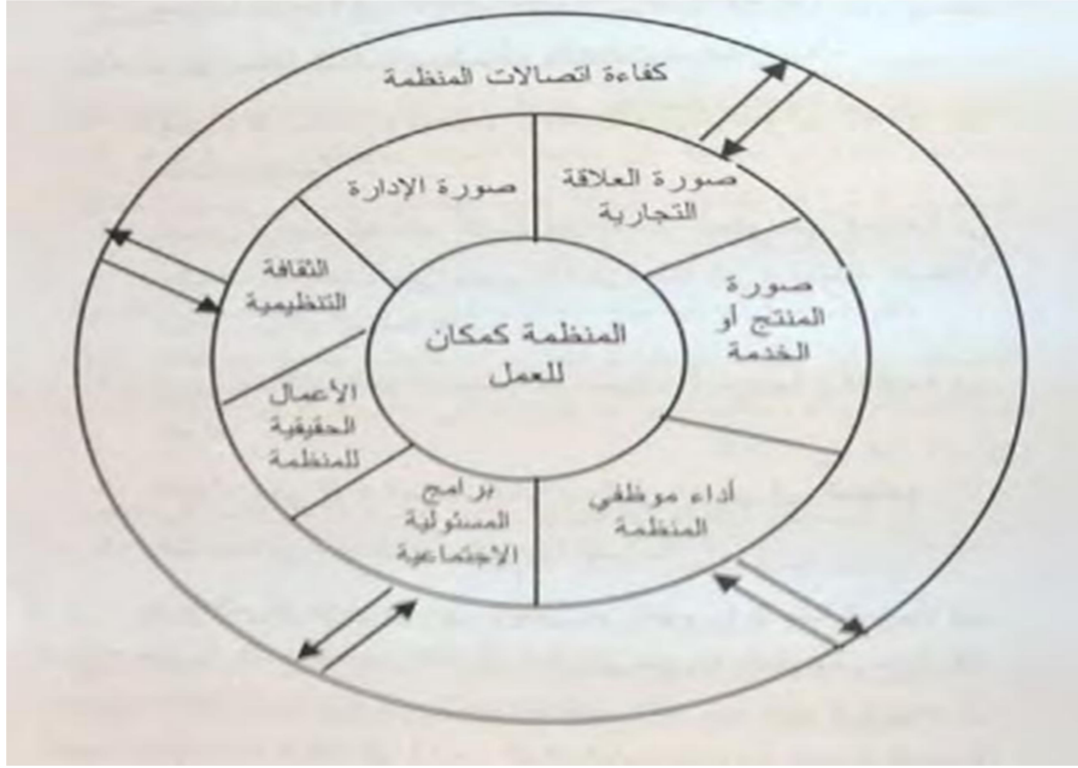 كفاءة اتصالات المنظمة
صورة العلاقة
التجارية
صورة الإدارة
صورة
المنتج أو
الخدمة
الثقافة
التنظيمية
المنظمة كمكان
للعمل
الأعمال
الحقيقية
للمنظمة
أداء موظفي
المنظمة
برامج
المسئولية
الاجتماعية